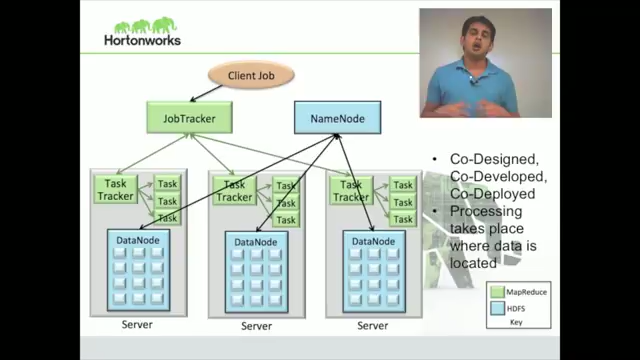 Hortonworks
Client Job
JobTracker
NameNode
Task
Tracker
Task
Task
Task
Task
Tracker
Task
Task
Task
Task
Tracker
Task
Task
Task
DataNode
DataNode
DataNode
Server
Server
Server
• Co-Designed,
Co-Developed,
Co-Deployed
• Processing
takes place
where data is
located
MapReduce
HDFS
Key